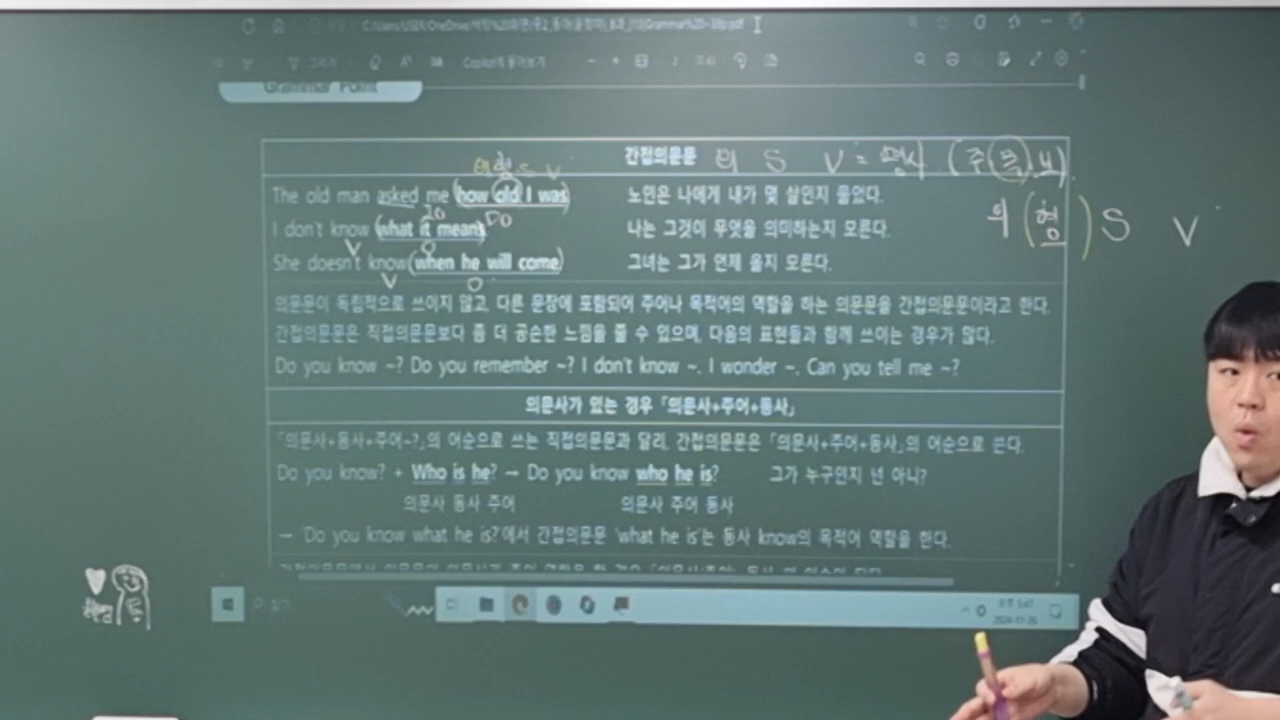 Grammar Point
간접의문문 의 S V = 명사 (주,목,보)
The old man asked me (how old I was) 노인은 나에게 내가 몇 살인지 물었다.
IO DO
의 (형) S V
I don't know (what it means) 나는 그것이 무엇을 의미하는지 모른다.
V O
She doesn't know (when he will come) 그녀는 그가 언제 올지 모른다.
V O
의문문이 독립적으로 쓰이지 않고, 다른 문장에 포함되어 주어나 목적어의 역할을 하는 의문문을 간접의문문이라고 한다.
간접의문문은 직접의문문보다 좀 더 공손한 느낌을 줄 수 있으며, 다음의 표현들과 함께 쓰이는 경우가 많다.
Do you know ~? Do you remember ~? I don't know ~. I wonder ~. Can you tell me ~?
의문사가 있는 경우 「의문사+주어+동사」
「의문사+동사+주어~?」의 어순으로 쓰는 직접의문문과 달리, 간접의문문은 「의문사+주어+동사」의 어순으로 쓴다.
Do you know? + Who is he? → Do you know who he is? 그가 누구인지 넌 아니?
의문사 동사 주어 의문사 주어 동사
→ 'Do you know what he is?'에서 간접의문문 'what he is'는 동사 know의 목적어 역할을 한다.